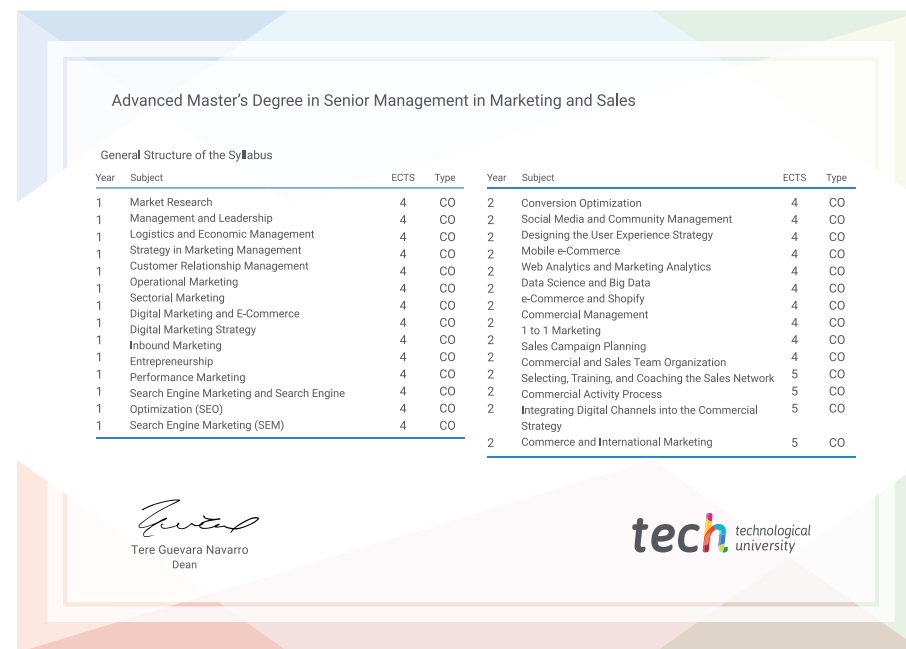 Advanced Master's Degree in Senior Management in Marketing and Sales
General Structure of the Syllabus
Year Subject ECTS Type
1 Market Research 4 CO
1 Management and Leadership 4 CO
1 Logistics and Economic Management 4 CO
1 Strategy in Marketing Management 4 CO
1 Customer Relationship Management 4 CO
1 Operational Marketing 4 CO
1 Sectorial Marketing 4 CO
1 Digital Marketing and E-Commerce 4 CO
1 Digital Marketing Strategy 4 CO
1 Inbound Marketing 4 CO
1 Entrepreneurship 4 CO
1 Performance Marketing 4 CO
1 Search Engine Marketing and Search Engine 4 CO
Optimization (SEO)
1 Search Engine Marketing (SEM) 4 CO
Year Subject ECTS Type
2 Conversion Optimization 4 CO
2 Social Media and Community Management 4 CO
2 Designing the User Experience Strategy 4 CO
2 Mobile e-Commerce 4 CO
2 Web Analytics and Marketing Analytics 4 CO
2 Data Science and Big Data 4 CO
2 e-Commerce and Shopify 4 CO
Commercial Management
2 1 to 1 Marketing 4 CO
2 Sales Campaign Planning 4 CO
2 Commercial and Sales Team Organization 4 CO
2 Selecting, Training, and Coaching the Sales Network 5 CO
2 Commercial Activity Process 5 CO
2 Integrating Digital Channels into the Commercial 5 CO
Strategy
2 Commerce and International Marketing 5 CO
Tere Guevara Navarro
Dean
tech technological
university